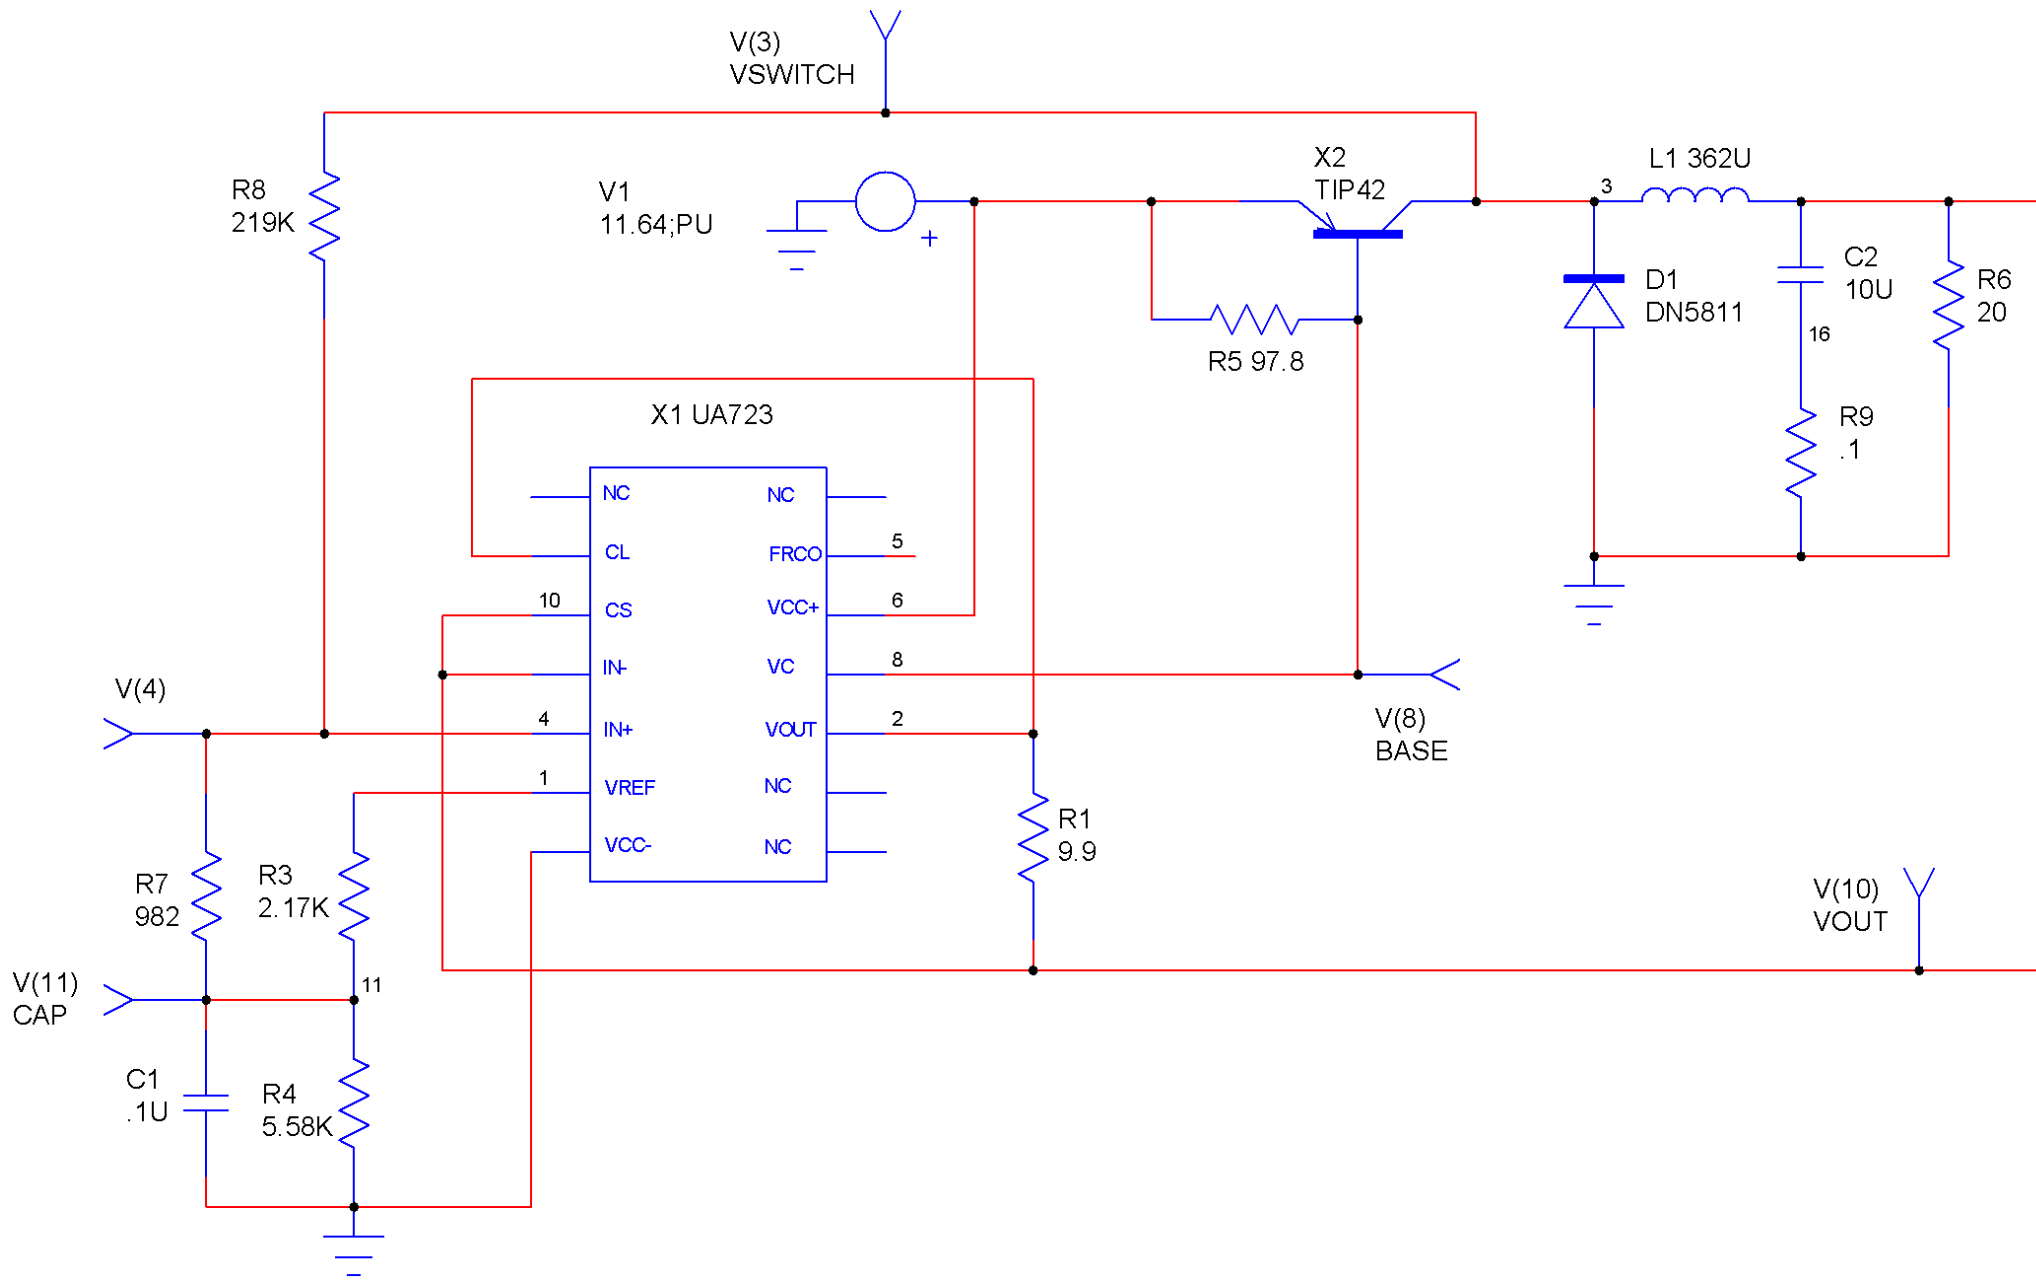 V(3)
VSWITCH
R8
219K
V1
11.64;PU
+
X2
TIP42
R5 97.8
3
L1 362U
D1
DN5811
C2
10U
16
R9
.1
R6
20
X1 UA723
NC
NC
CL
FRCO
5
10
CS
VCC+
6
IN-
VC
8
V(4)
4
IN+
VOUT
2
V(8)
BASE
1
VREF
NC
VCC-
NC
R1
9.9
R7
982
R3
2.17K
V(10)
VOUT
V(11)
CAP
11
C1
.1U
R4
5.58K